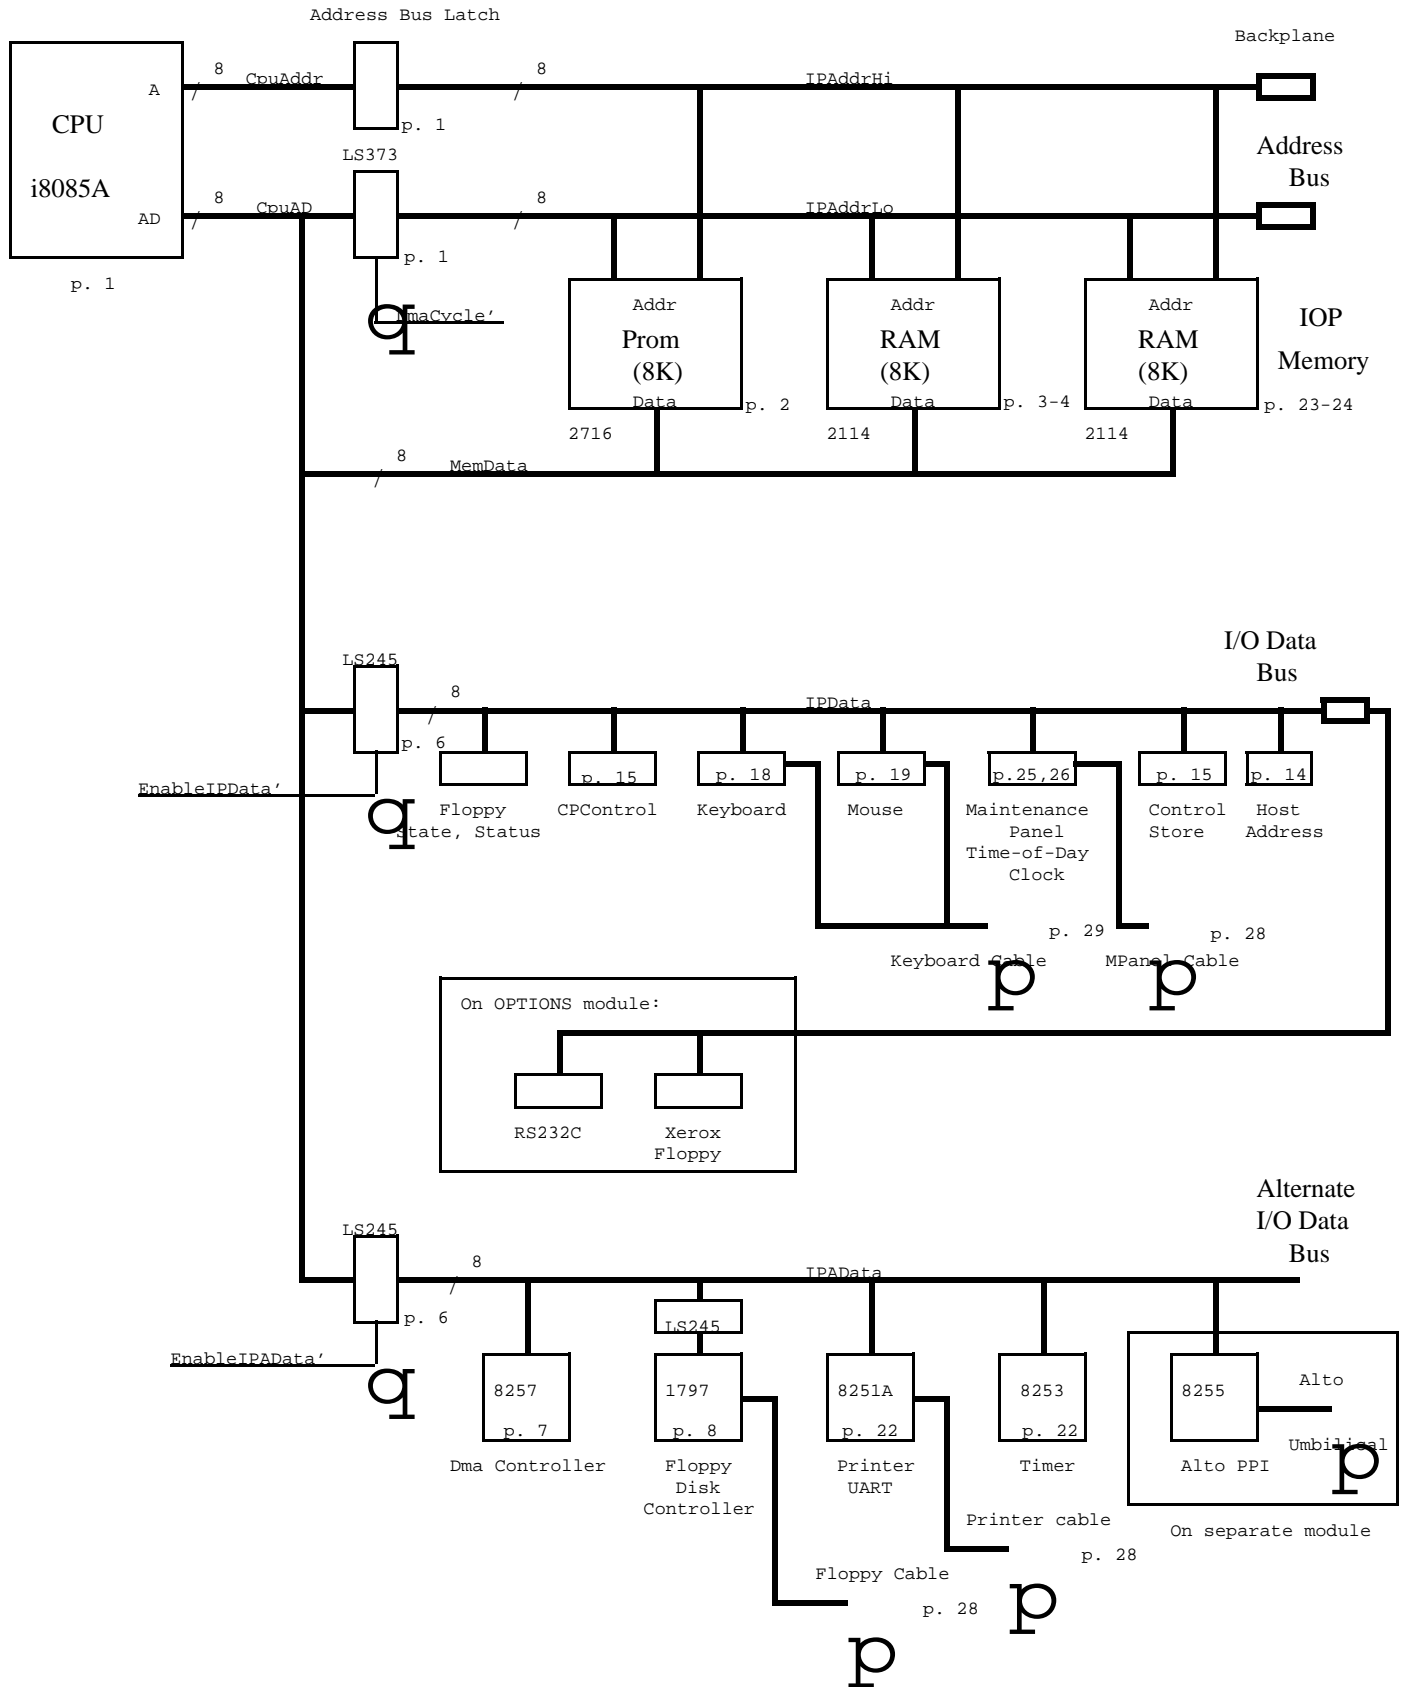 Address Bus Latch
Backplane
A
8
CpuAddr
8
IPAddrHi
CPU
p. 1
i8085A
LS373
Address
Bus
AD
8
CpuAD
8
IPAddrLo
p. 1
p. 1
q
DmaCycle'
Addr
Prom
(8K)
Data
p. 2
2716
Addr
RAM
(8K)
Data
p. 3-4
2114
Addr
RAM
(8K)
Data
p. 23-24
2114
IOP
Memory
8
MemData
I/O Data
Bus
LS245
8
IPData
p. 6
EnableIPData'
q
Floppy
State, Status
p. 15
CPControl
p. 18
Keyboard
p. 19
Mouse
p.25,26
Maintenance
Panel
Time-of-Day
Clock
p. 15
Control
Store
p. 14
Host
Address
p. 29
Keyboard Cable
p
p. 28
MPanel Cable
p
On OPTIONS module:
RS232C
Xerox
Floppy
Alternate
I/O Data
Bus
LS245
8
IPAData
p. 6
EnableIPAData'
q
LS245
8257
p. 7
Dma Controller
1797
p. 8
Floppy
Disk
Controller
8251A
p. 22
Printer
UART
8253
p. 22
Timer
8255
Alto PPI
Alto
Umbilical
p
On separate module
Printer cable
p. 28
p
Floppy Cable
p. 28
p